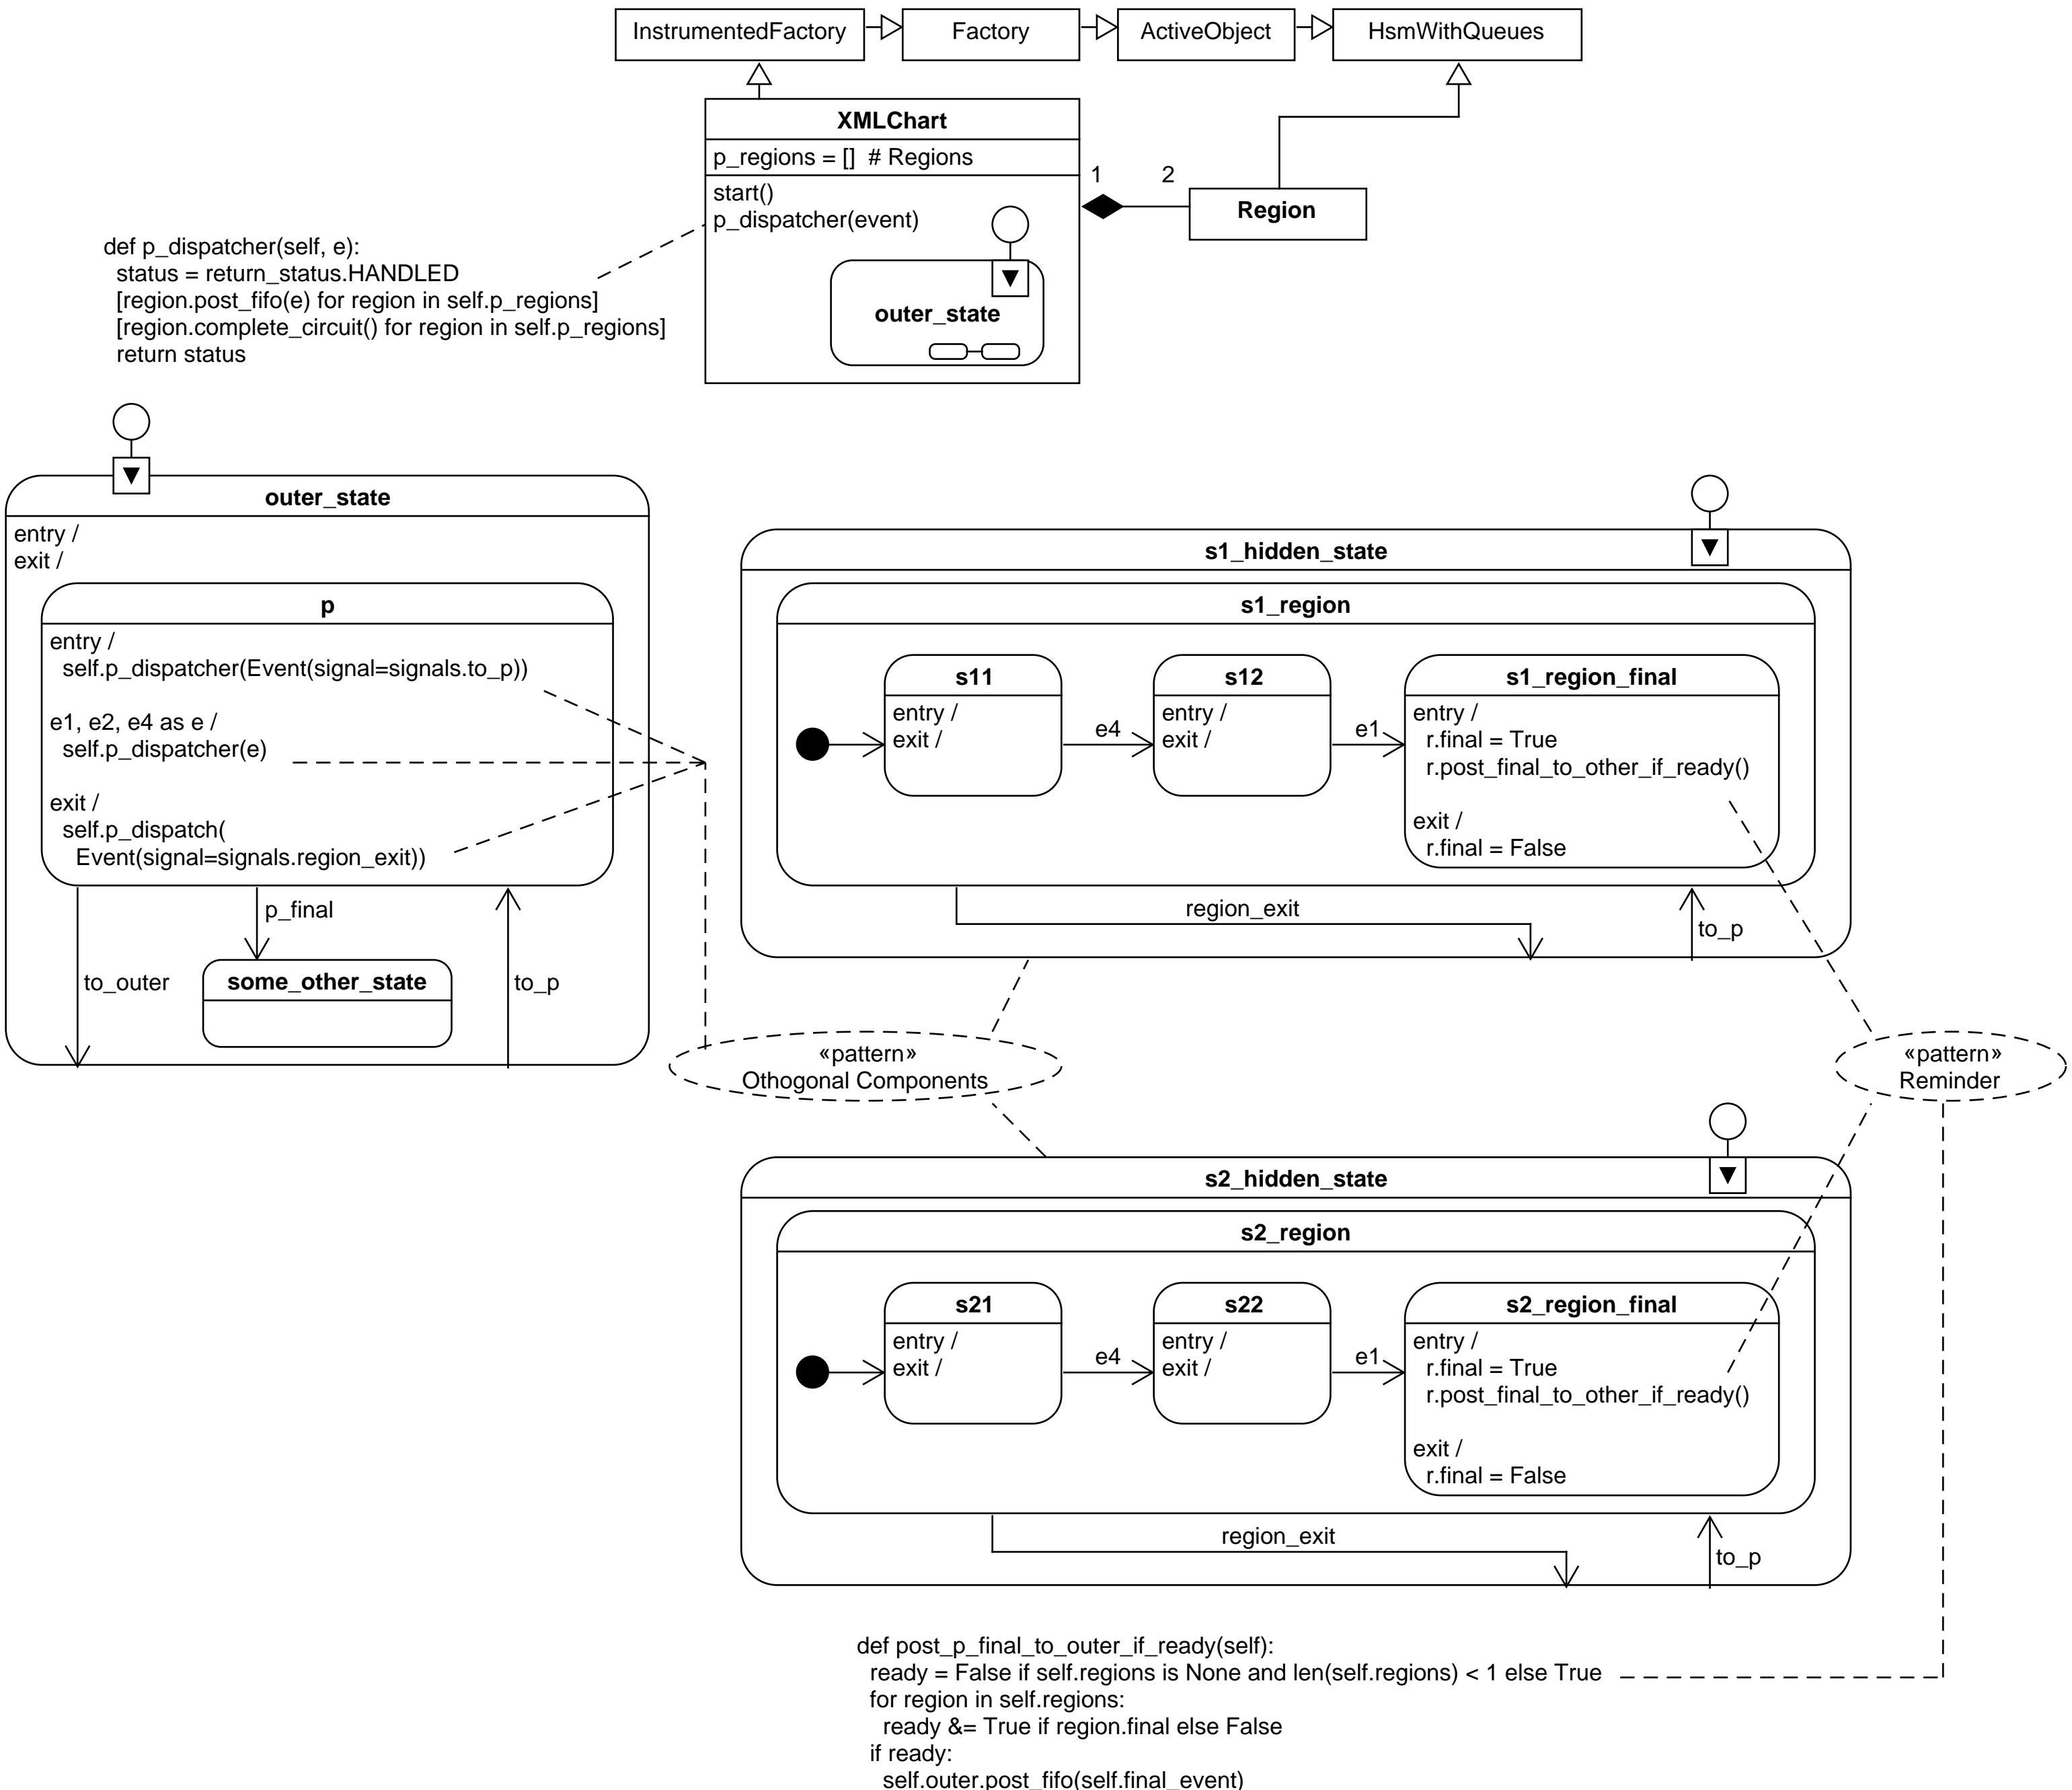 InstrumentedFactory
Factory
ActiveObject
HsmWithQueues
XMLChart
p_regions = []  # Regions
start()
p_dispatcher(event)
outer_state
1
2
Region
def p_dispatcher(self, e):
  status = return_status.HANDLED
  [region.post_fifo(e) for region in self.p_regions]
  [region.complete_circuit() for region in self.p_regions]
  return status
outer_state
entry /
exit /
p
entry /
  self.p_dispatcher(Event(signal=signals.to_p))
e1, e2, e4 as e /
  self.p_dispatcher(e)
exit /
  self.p_dispatch(
    Event(signal=signals.region_exit))
p_final
to_outer
some_other_state
to_p
s1_hidden_state
s1_region
s11
entry /
exit /
e4
s12
entry /
exit /
e1
s1_region_final
entry /
  r.final = True
  r.post_final_to_other_if_ready()
exit /
  r.final = False
region_exit
to_p
«pattern»
Othogonal Components
«pattern»
Reminder
s2_hidden_state
s2_region
s21
entry /
exit /
e4
s22
entry /
exit /
e1
s2_region_final
entry /
  r.final = True
  r.post_final_to_other_if_ready()
exit /
  r.final = False
region_exit
to_p
def post_p_final_to_outer_if_ready(self):
  ready = False if self.regions is None and len(self.regions) < 1 else True
  for region in self.regions:
    ready &= True if region.final else False
  if ready:
    self.outer.post_fifo(self.final_event)